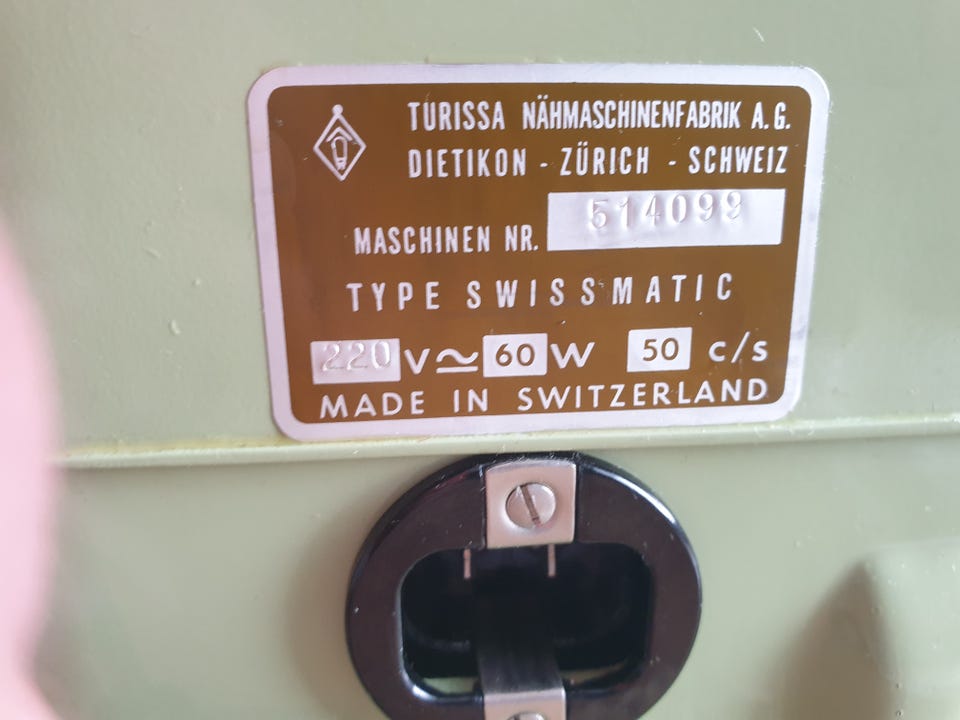 TURISSA NÄHMASCHINENFABRIK A.G.
DIETIKON - ZÜRICH - SCHWEIZ
MASCHINEN NR. 514099
TYPE SWISSMATIC
220 V ≂ 60 W 50 c/s
MADE IN SWITZERLAND